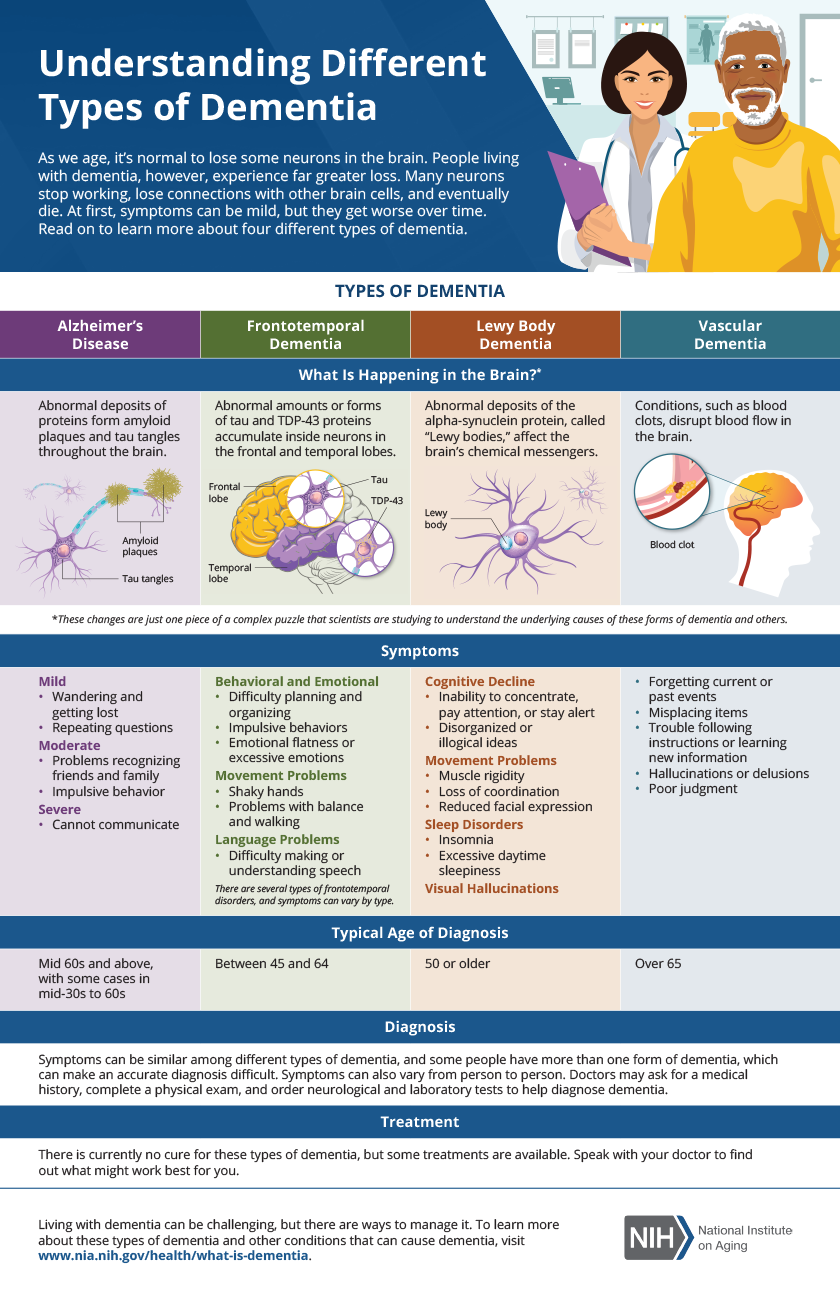 Understanding Different
Types of Dementia
As we age, it's normal to lose some neurons in the brain. People living
with dementia, however, experience far greater loss. Many neurons
stop working, lose connections with other brain cells, and eventually
die. At first, symptoms can be mild, but they get worse over time.
Read on to learn more about four different types of dementia.
TYPES OF DEMENTIA
Alzheimer's
Disease
Frontotemporal
Dementia
Lewy Body
Dementia
Vascular
Dementia
What Is Happening in the Brain?*
Abnormal deposits of
proteins form amyloid
plaques and tau tangles
throughout the brain.
Amyloid
plaques
Tau tangles
Abnormal amounts or forms
of tau and TDP-43 proteins
accumulate inside neurons in
the frontal and temporal lobes.
Frontal
lobe
Tau
TDP-43
Temporal
lobe
Abnormal deposits of the
alpha-synuclein protein, called
“Lewy bodies,” affect the
brain's chemical messengers.
Lewy
body
Conditions, such as blood
clots, disrupt blood flow in
the brain.
Blood clot
*These changes are just one piece of a complex puzzle that scientists are studying to understand the underlying causes of these forms of dementia and others.
Symptoms
Mild
• Wandering and
getting lost
• Repeating questions
Moderate
• Problems recognizing
friends and family
• Impulsive behavior
Severe
• Cannot communicate
Behavioral and Emotional
• Difficulty planning and
organizing
• Impulsive behaviors
• Emotional flatness or
excessive emotions
Movement Problems
• Shaky hands
• Problems with balance
and walking
Language Problems
• Difficulty making or
understanding speech
There are several types of frontotemporal
disorders, and symptoms can vary by type.
Cognitive Decline
• Inability to concentrate,
pay attention, or stay alert
• Disorganized or
illogical ideas
Movement Problems
• Muscle rigidity
• Loss of coordination
• Reduced facial expression
Sleep Disorders
• Insomnia
• Excessive daytime
sleepiness
Visual Hallucinations
• Forgetting current or
past events
• Misplacing items
• Trouble following
instructions or learning
new information
• Hallucinations or delusions
• Poor judgment
Typical Age of Diagnosis
Mid 60s and above,
with some cases in
mid-30s to 60s
Between 45 and 64
50 or older
Over 65
Diagnosis
Symptoms can be similar among different types of dementia, and some people have more than one form of dementia, which
can make an accurate diagnosis difficult. Symptoms can also vary from person to person. Doctors may ask for a medical
history, complete a physical exam, and order neurological and laboratory tests to help diagnose dementia.
Treatment
There is currently no cure for these types of dementia, but some treatments are available. Speak with your doctor to find
out what might work best for you.
Living with dementia can be challenging, but there are ways to manage it. To learn more
about these types of dementia and other conditions that can cause dementia, visit
www.nia.nih.gov/health/what-is-dementia.
NIH
National Institute
on Aging